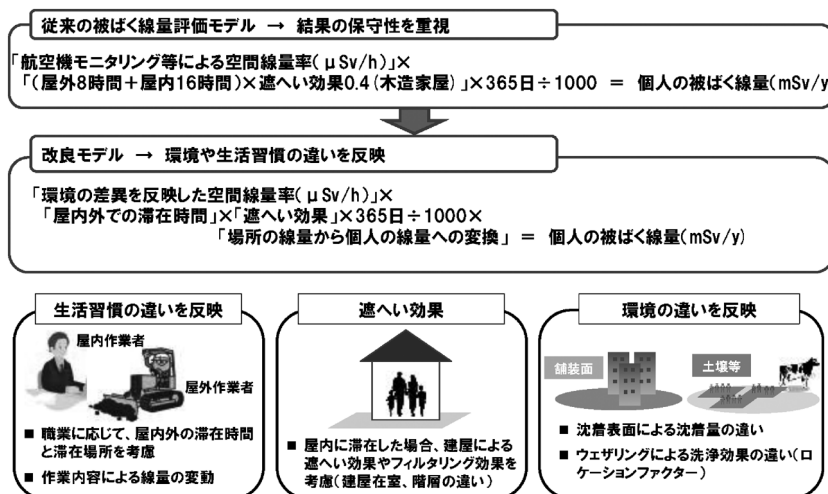 従来の被ばく線量評価モデル → 結果の保守性を重視
「航空機モニタリング等による空間線量率(μSv/h)」×
「(屋外8時間＋屋内16時間)×遮へい効果0.4(木造家屋)」×365日÷1000 ＝ 個人の被ばく線量(mSv/y
改良モデル → 環境や生活習慣の違いを反映
「環境の差異を反映した空間線量率(μSv/h)」×
「屋内外での滞在時間」×「遮へい効果」×365日÷1000×
「場所の線量から個人の線量への変換」 ＝ 個人の被ばく線量(mSv/y)
生活習慣の違いを反映
屋内作業者
屋外作業者
■ 職業に応じて、屋内外の滞在時間
と滞在場所を考慮
■ 作業内容による線量の変動
遮へい効果
■ 屋内に滞在した場合、建屋による
遮へい効果やフィルタリング効果を
考慮(建屋在室、階層の違い)
環境の違いを反映
舗装面
土壌等
■ 沈着表面による沈着量の違い
■ ウェザリングによる洗浄効果の違い(ロ
ケーションファクター)